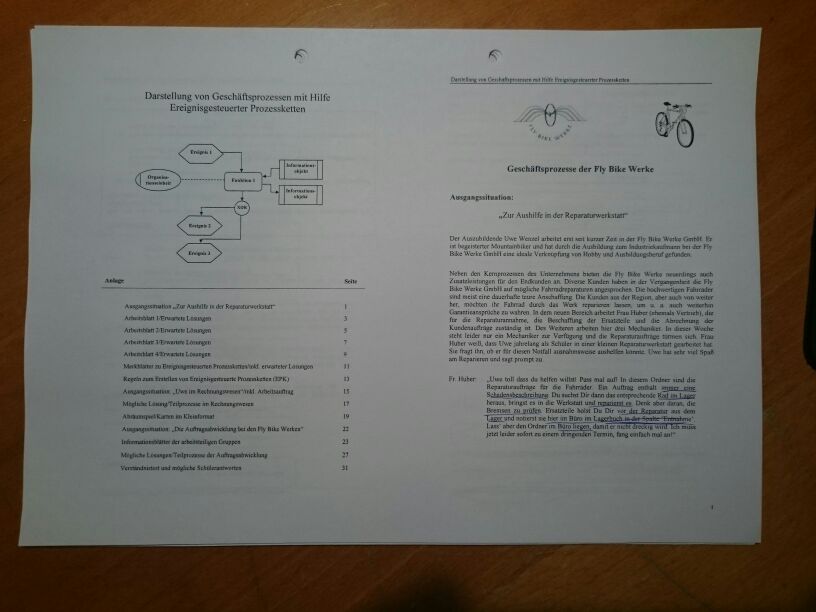 Darstellung von Geschäftsprozessen mit Hilfe
Ereignisgesteuerter Prozessketten
Ereignis 1
Organisa-
tionseinheit
Funktion 1
Informations-
objekt
Informations-
objekt
XOR
Ereignis 2
Ereignis 3
Anlage Seite
Ausgangssituation „Zur Aushilfe in der Reparaturwerkstatt“ 1
Arbeitsblatt 1/Erwartete Lösungen 3
Arbeitsblatt 2/Erwartete Lösungen 5
Arbeitsblatt 3/Erwartete Lösungen 7
Arbeitsblatt 4/Erwartete Lösungen 9
Merkblätter zu Ereignisgesteuerten Prozessketten/inkl. erwarteter Lösungen 11
Regeln zum Erstellen von Ereignisgesteuerte Prozessketten (EPK) 13
Ausgangssituation „Uwe im Rechnungswesen“/inkl. Arbeitsauftrag 15
Mögliche Lösung/Teilprozesse im Rechnungswesen 17
Abräumspiel/Karten im Kleinformat 19
Ausgangssituation: „Die Auftragsabwicklung bei den Fly Bike Werken“ 22
Informationsblätter der arbeitsteiligen Gruppen 23
Mögliche Lösungen/Teilprozesse der Auftragsabwicklung 27
Verständnistest und mögliche Schülerantworten 31
Darstellung von Geschäftsprozessen mit Hilfe Ereignisgesteuerter Prozessketten
FLY BIKE WERKE
Geschäftsprozesse der Fly Bike Werke
Ausgangssituation:
„Zur Aushilfe in der Reparaturwerkstatt“
Der Auszubildende Uwe Wenzel arbeitet erst seit kurzer Zeit in der Fly Bike Werke GmbH. Er
ist begeisterter Mountainbiker und hat durch die Ausbildung zum Industriekaufmann bei der Fly
Bike Werke GmbH eine ideale Verknüpfung von Hobby und Ausbildungsberuf gefunden.
Neben den Kernprozessen des Unternehmens bieten die Fly Bike Werke neuerdings auch
Zusatzleistungen für den Endkunden an. Diverse Kunden haben in der Vergangenheit die Fly
Bike Werke GmbH auf mögliche Fahrradreparaturen angesprochen. Die hochwertigen Fahrräder
sind meist eine dauerhafte teure Anschaffung. Die Kunden aus der Region, aber auch von weiter
her, möchten ihr Fahrrad durch das Werk reparieren lassen, um u. a. auch weiterhin
Garantieansprüche zu wahren. In dem neuen Bereich arbeitet Frau Huber (ehemals Vertrieb), die
für die Reparaturannahme, die Beschaffung der Ersatzteile und die Abrechnung der
Kundenaufträge zuständig ist. Des Weiteren arbeiten hier drei Mechaniker. In dieser Woche
steht leider nur ein Mechaniker zur Verfügung und die Reparaturaufträge türmen sich. Frau
Huber weiß, dass Uwe jahrelang als Schüler in einer kleinen Reparaturwerkstatt gearbeitet hat.
Sie fragt ihn, ob er für diesen Notfall ausnahmsweise aushelfen könnte. Uwe hat sehr viel Spaß
am Reparieren und sagt prompt zu.
Fr. Huber: „Uwe toll dass du helfen willst! Pass mal auf! In diesem Ordner sind die
Reparaturaufträge für die Fahrräder. Ein Auftrag enthält immer eine
Schadensbeschreibung. Du suchst Dir dann das entsprechende Rad im Lager
heraus, bringst es in die Werkstatt und reparierst es. Denk aber daran, die
Bremsen zu prüfen. Ersatzteile holst Du Dir vor der Reparatur aus dem
Lager und notierst sie hier im Büro im Lagerbuch in der Spalte 'Entnahme'.
Lass' aber den Ordner im Büro liegen, damit er nicht dreckig wird. Ich muss
jetzt leider sofort zu einem dringenden Termin, fang einfach mal an!“
1